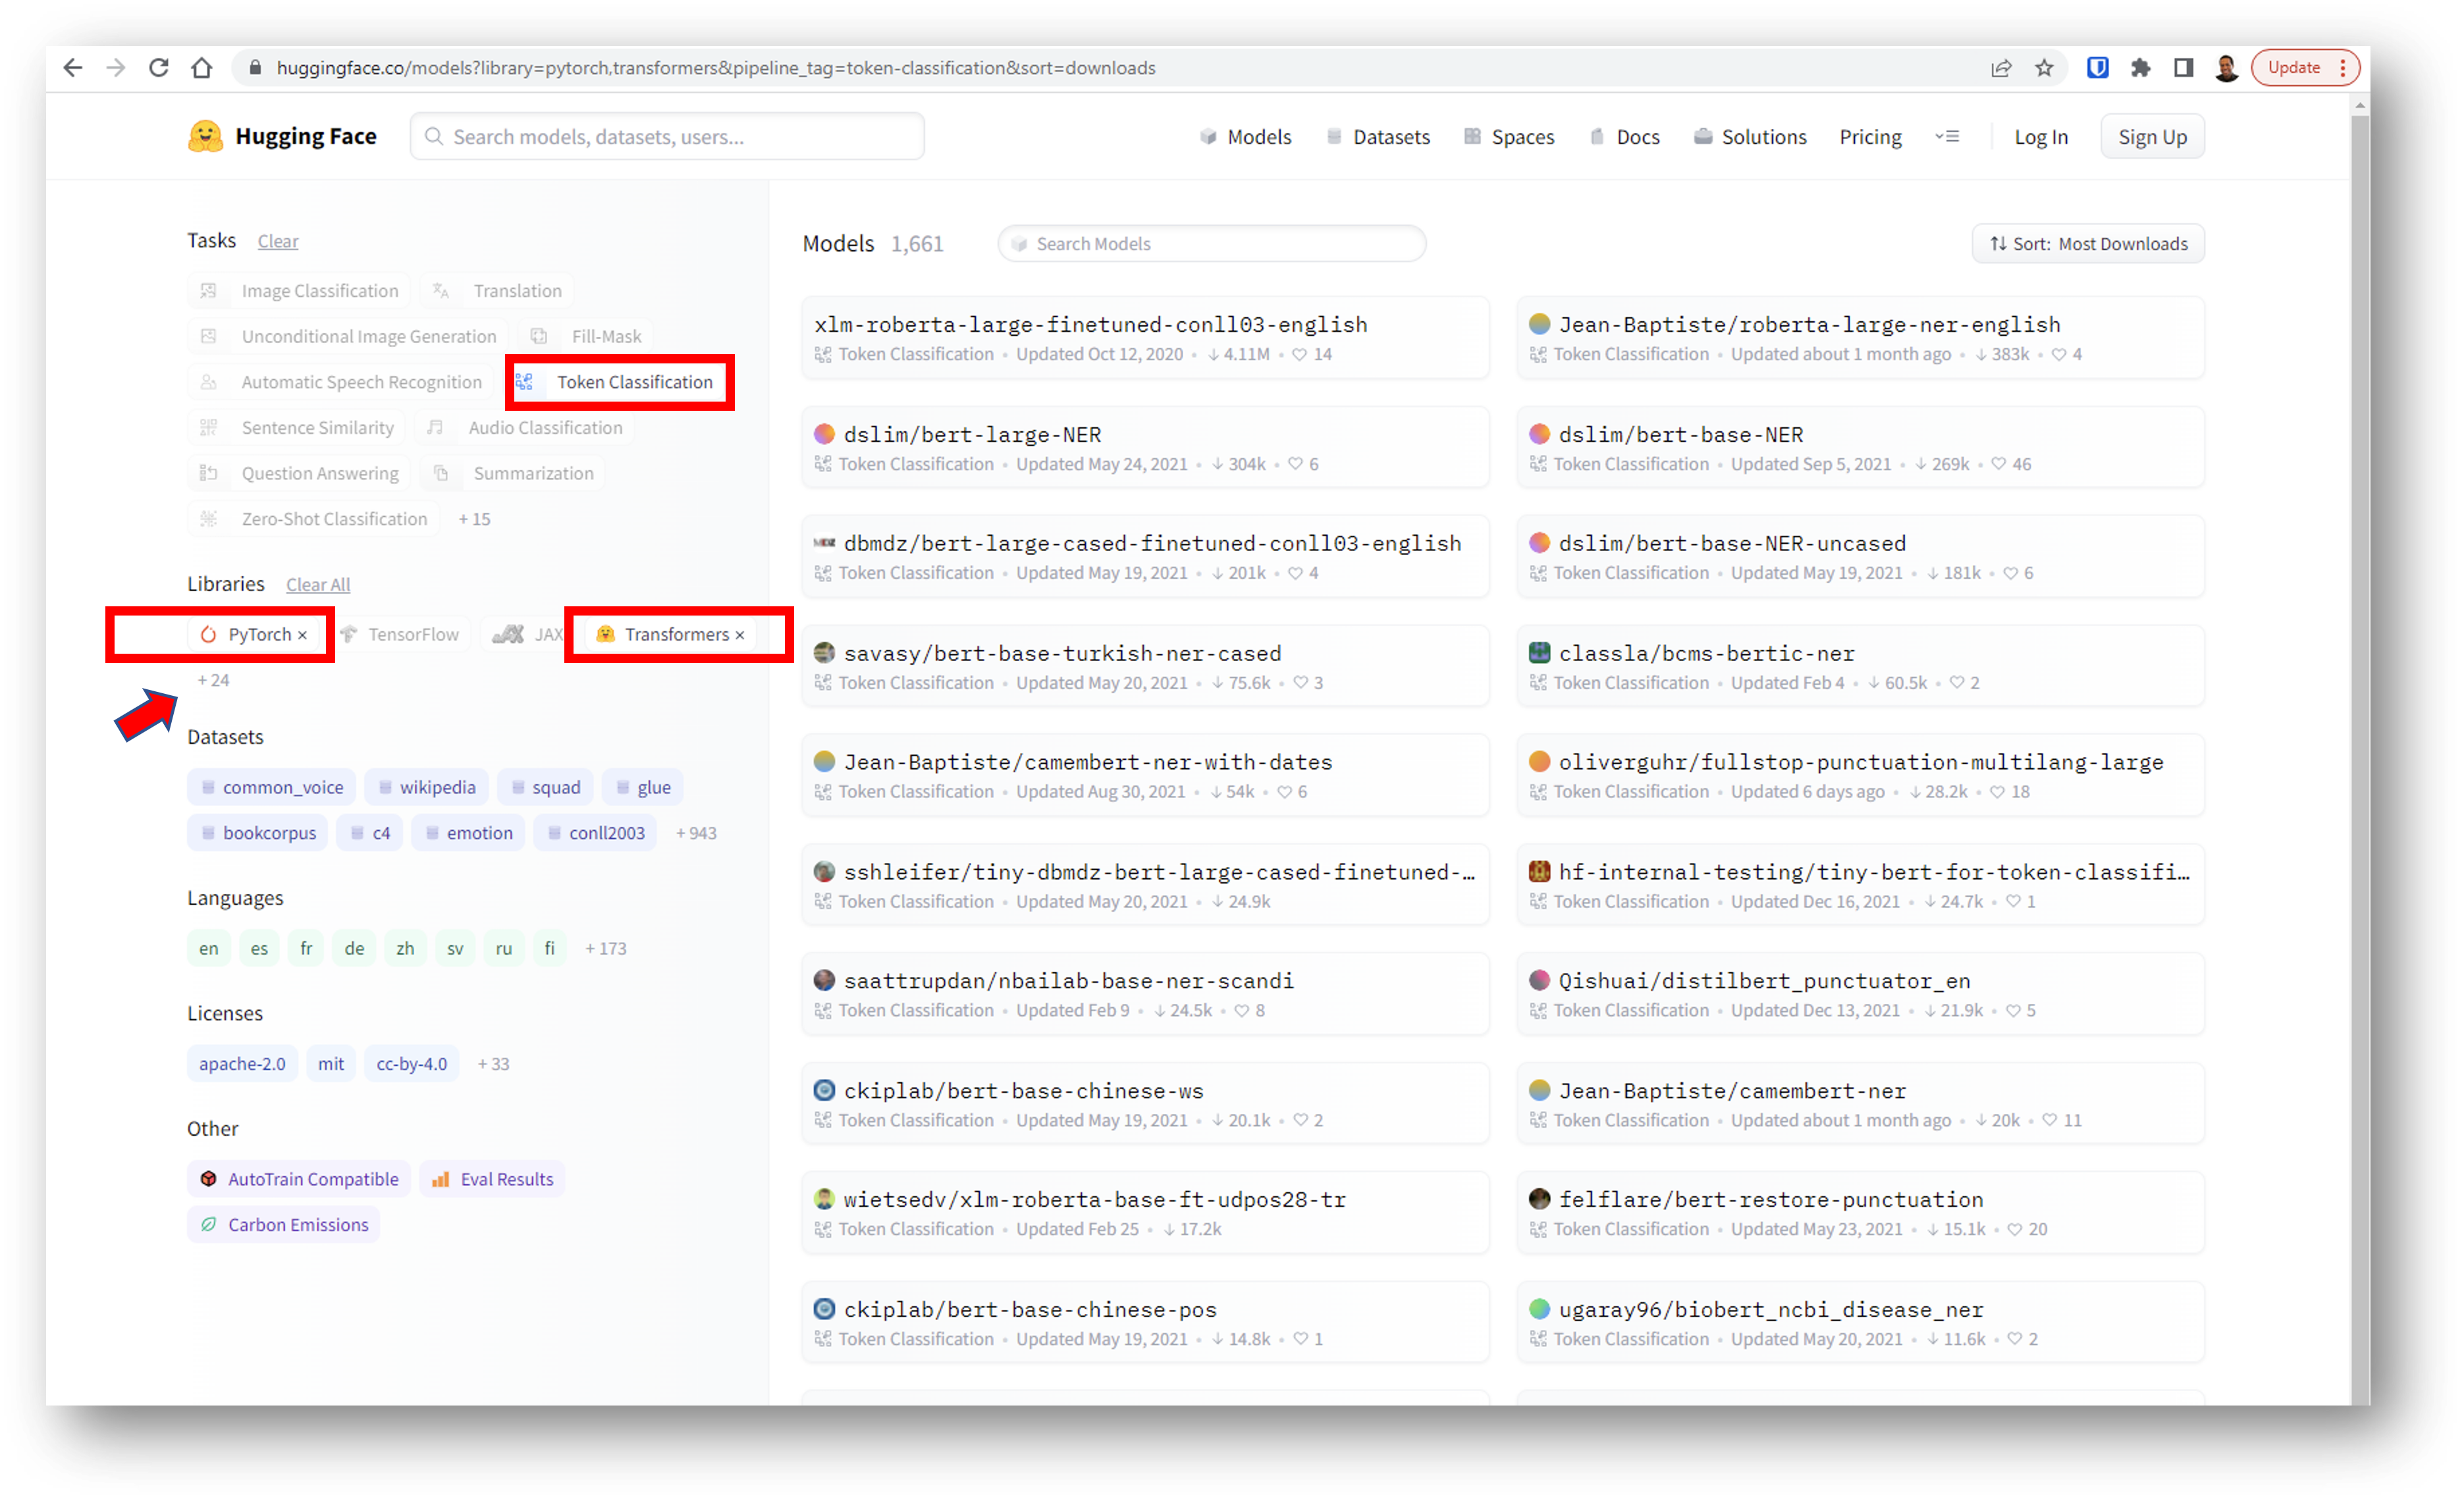 huggingface.co/models?library=pytorch,transformers&pipeline_tag=token-classification&sort=downloads
Update
Hugging Face
Search models, datasets, users...
Models
Datasets
Spaces
Docs
Solutions
Pricing
Log In
Sign Up
Tasks Clear
Image Classification
Translation
Unconditional Image Generation
Fill-Mask
Automatic Speech Recognition
Token Classification
Sentence Similarity
Audio Classification
Question Answering
Summarization
Zero-Shot Classification
+ 15
Libraries Clear All
PyTorch ×
TensorFlow
JAX
Transformers ×
+ 24
Datasets
common_voice
wikipedia
squad
glue
bookcorpus
c4
emotion
conll2003
+ 943
Languages
en es fr de zh sv ru fi + 173
Licenses
apache-2.0 mit cc-by-4.0 + 33
Other
AutoTrain Compatible
Eval Results
Carbon Emissions
Models 1,661
Search Models
Sort: Most Downloads
xlm-roberta-large-finetuned-conll03-english
Token Classification • Updated Oct 12, 2020 • ↓ 4.11M • ♡ 14
Jean-Baptiste/roberta-large-ner-english
Token Classification • Updated about 1 month ago • ↓ 383k • ♡ 4
dslim/bert-large-NER
Token Classification • Updated May 24, 2021 • ↓ 304k • ♡ 6
dslim/bert-base-NER
Token Classification • Updated Sep 5, 2021 • ↓ 269k • ♡ 46
MDZ
dbmdz/bert-large-cased-finetuned-conll03-english
Token Classification • Updated May 19, 2021 • ↓ 201k • ♡ 4
dslim/bert-base-NER-uncased
Token Classification • Updated May 19, 2021 • ↓ 181k • ♡ 6
savasy/bert-base-turkish-ner-cased
Token Classification • Updated May 20, 2021 • ↓ 75.6k • ♡ 3
classla/bcms-bertic-ner
Token Classification • Updated Feb 4 • ↓ 60.5k • ♡ 2
Jean-Baptiste/camembert-ner-with-dates
Token Classification • Updated Aug 30, 2021 • ↓ 54k • ♡ 6
oliverguhr/fullstop-punctuation-multilang-large
Token Classification • Updated 6 days ago • ↓ 28.2k • ♡ 18
sshleifer/tiny-dbmdz-bert-large-cased-finetuned-...
Token Classification • Updated May 20, 2021 • ↓ 24.9k
hf-internal-testing/tiny-bert-for-token-classifi...
Token Classification • Updated Dec 16, 2021 • ↓ 24.7k • ♡ 1
saattrupdan/nbailab-base-ner-scandi
Token Classification • Updated Feb 9 • ↓ 24.5k • ♡ 8
Qishuai/distilbert_punctuator_en
Token Classification • Updated Dec 13, 2021 • ↓ 21.9k • ♡ 5
ckiplab/bert-base-chinese-ws
Token Classification • Updated May 19, 2021 • ↓ 20.1k • ♡ 2
Jean-Baptiste/camembert-ner
Token Classification • Updated about 1 month ago • ↓ 20k • ♡ 11
wietsedv/xlm-roberta-base-ft-udpos28-tr
Token Classification • Updated Feb 25 • ↓ 17.2k
felflare/bert-restore-punctuation
Token Classification • Updated May 23, 2021 • ↓ 15.1k • ♡ 20
ckiplab/bert-base-chinese-pos
Token Classification • Updated May 19, 2021 • ↓ 14.8k • ♡ 1
ugaray96/biobert_ncbi_disease_ner
Token Classification • Updated May 20, 2021 • ↓ 11.6k • ♡ 2